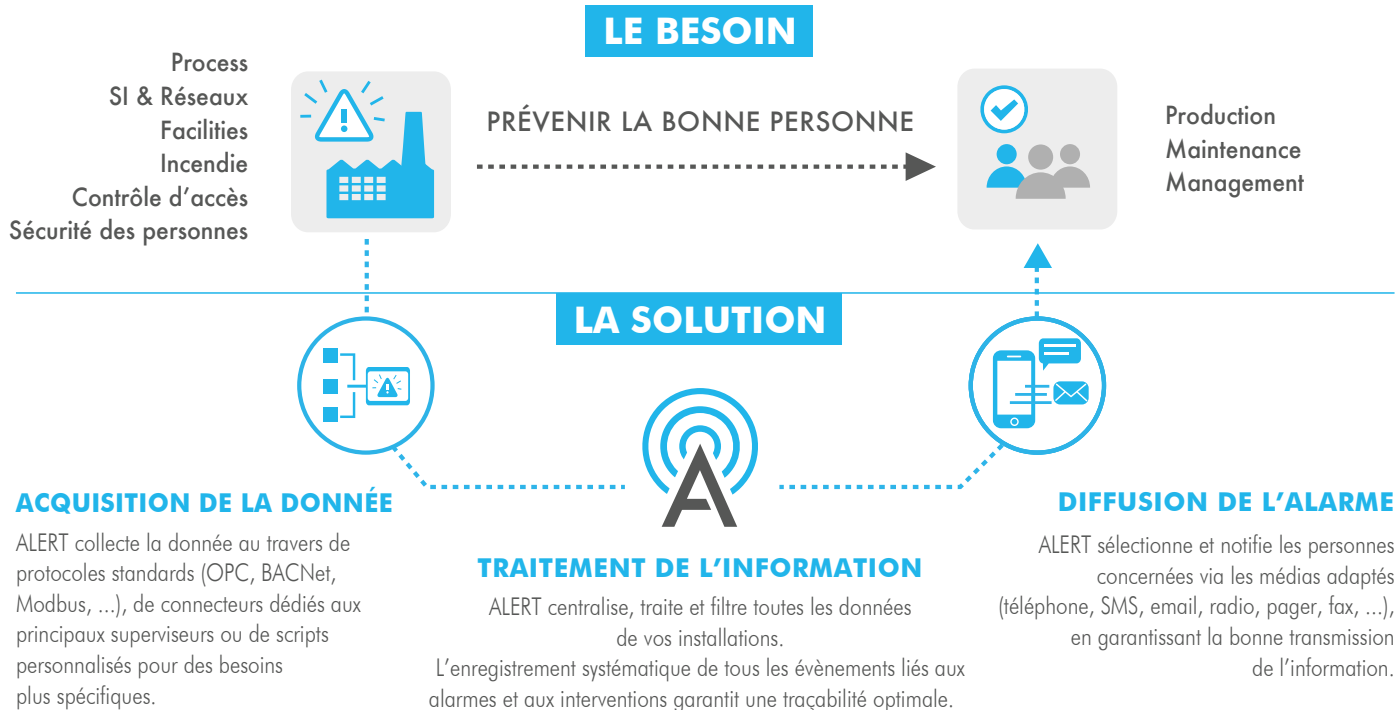 LE BESOIN
Process
SI & Réseaux
Facilities
Incendie
Contrôle d’accès
Sécurité des personnes
PRÉVENIR LA BONNE PERSONNE
Production
Maintenance
Management
LA SOLUTION
ACQUISITION DE LA DONNÉE
ALERT collecte la donnée au travers de
protocoles standards (OPC, BACNet,
Modbus, ...), de connecteurs dédiés aux
principaux superviseurs ou de scripts
personnalisés pour des besoins
plus spécifiques.
TRAITEMENT DE L’INFORMATION
ALERT centralise, traite et filtre toutes les données
de vos installations.
L’enregistrement systématique de tous les évènements liés aux
alarmes et aux interventions garantit une traçabilité optimale.
DIFFUSION DE L’ALARME
ALERT sélectionne et notifie les personnes
concernées via les médias adaptés
(téléphone, SMS, email, radio, pager, fax, ...),
en garantissant la bonne transmission
de l’information.